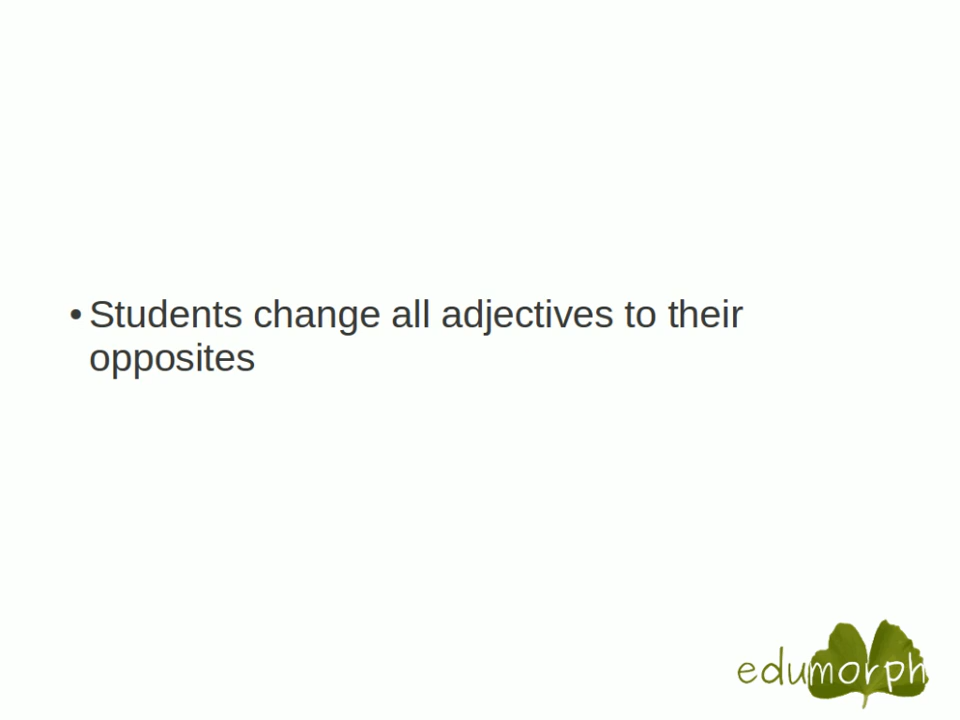 • Students change all adjectives to their
opposites
edumorph